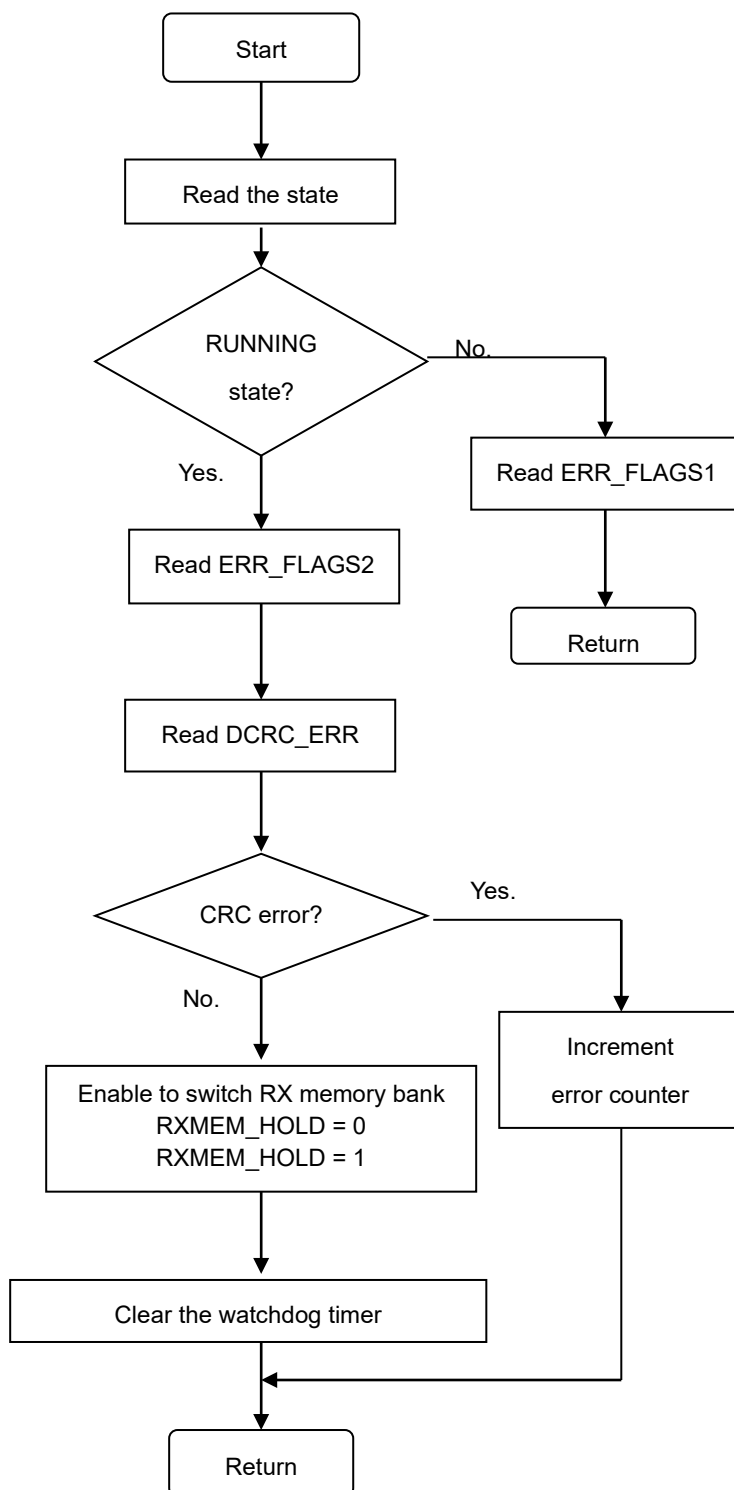 Start
Read the state
RUNNING
state?
No.
Yes.
Read ERR_FLAGS1
Read ERR_FLAGS2
Return
Read DCRC_ERR
CRC error?
Yes.
No.
Increment
error counter
Enable to switch RX memory bank
RXMEM_HOLD = 0
RXMEM_HOLD = 1
Clear the watchdog timer
Return